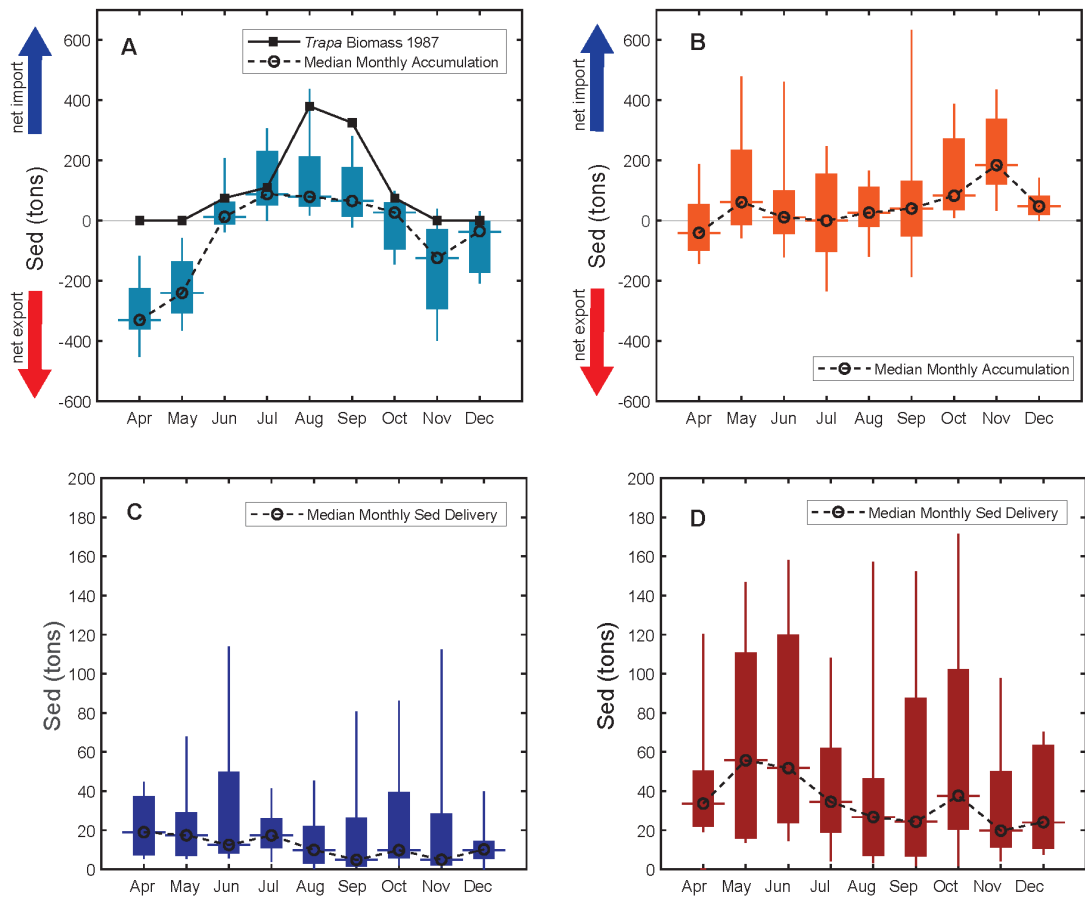 A
Trapa Biomass 1987
Median Monthly Accumulation
net import
Sed (tons)
net export
600
400
200
0
-200
-400
-600
Apr May Jun Jul Aug Sep Oct Nov Dec
B
Median Monthly Accumulation
net import
Sed (tons)
net export
600
400
200
0
-200
-400
-600
Apr May Jun Jul Aug Sep Oct Nov Dec
C
Median Monthly Sed Delivery
Sed (tons)
200
180
160
140
120
100
80
60
40
20
0
Apr May Jun Jul Aug Sep Oct Nov Dec
D
Median Monthly Sed Delivery
Sed (tons)
200
180
160
140
120
100
80
60
40
20
0
Apr May Jun Jul Aug Sep Oct Nov Dec